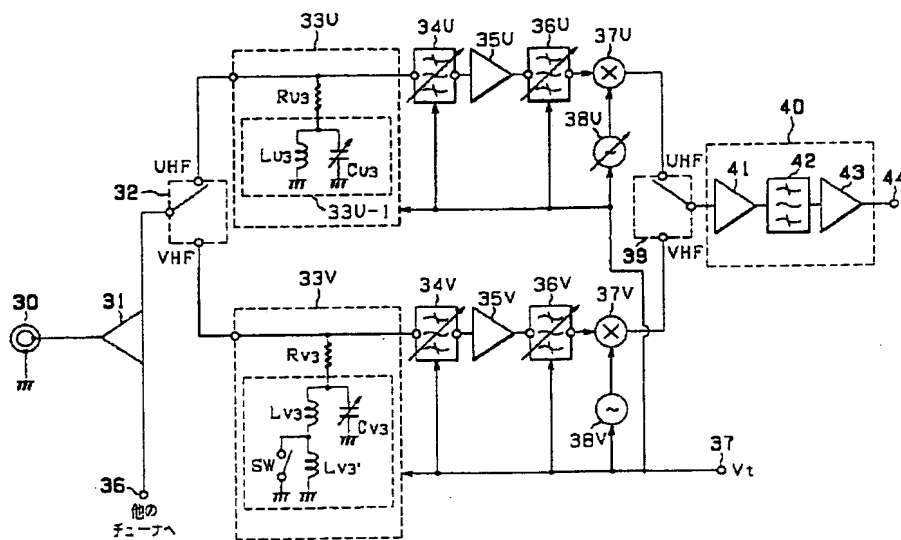 33U
34U
35U
36U
37U
RU3
38U
40
LU3
CU3
UHF
UHF
41
42
43
44
32
33U-1
VHF
39
VHF
33V
34V
35V
36V
37V
30
31
RV3
LV3
CV3
38V
SW
LV3'
37
Vt
36
他の
チューナへ